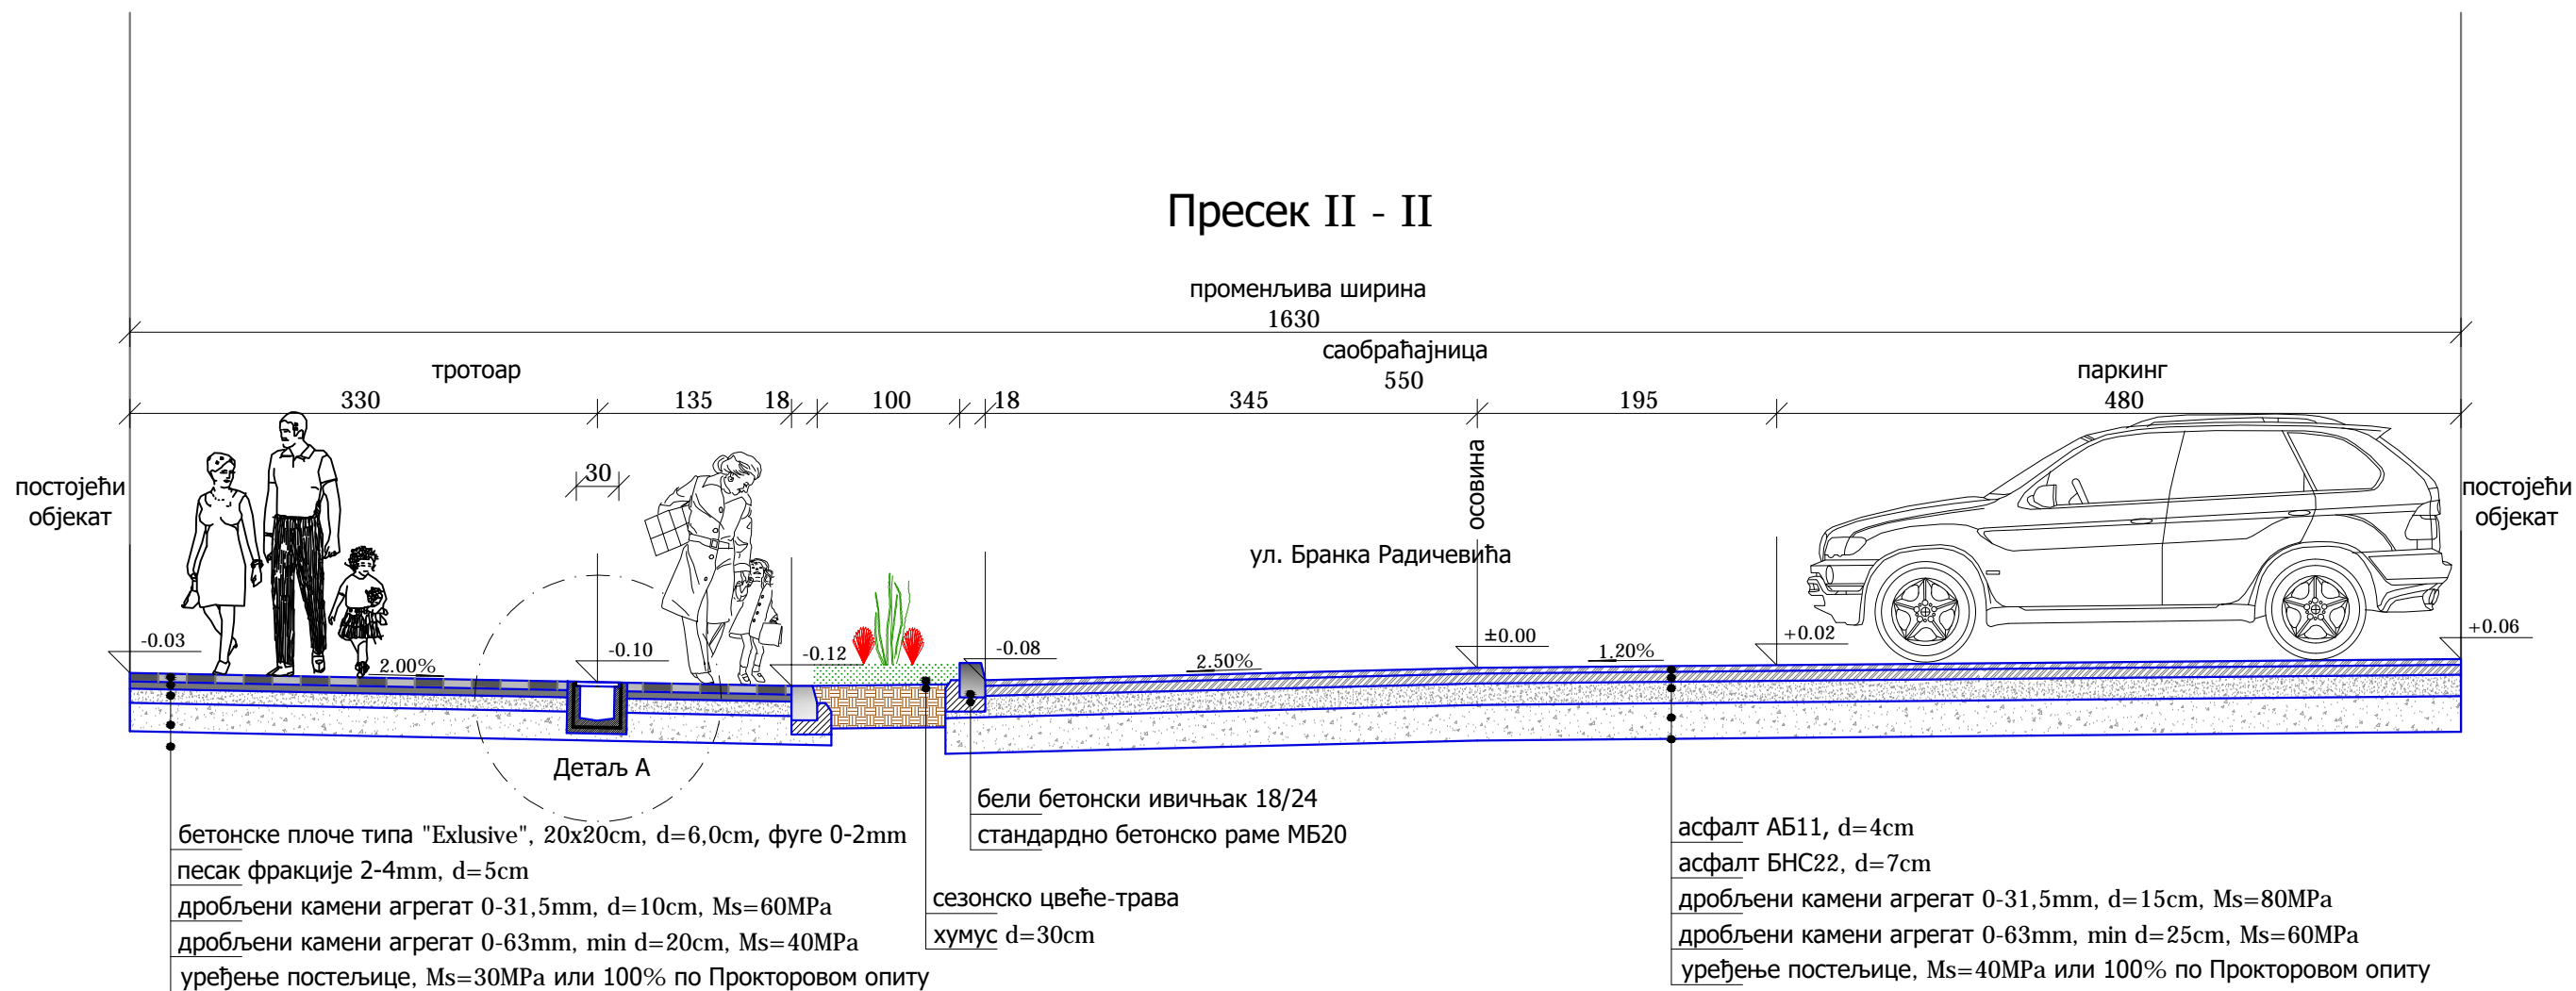 Пресек II - II
променљива ширина
1630
саобраћајница
тротоар
550
паркинг
330
135
18
100
18
345
195
480
30
осовина
постојећи
објекат
постојећи
објекат
ул. Бранка Радичевића
-0.03
2.00%
-0.10
-0.12
-0.08
2.50%
±0.00
1.20%
+0.02
+0.06
Детаљ А
бетонске плоче типа "Exlusive", 20x20cm, d=6,0cm, фуге 0-2mm
песак фракције 2-4mm, d=5cm
дробљени камени агрегат 0-31,5mm, d=10cm, Ms=60MPa
дробљени камени агрегат 0-63mm, min d=20cm, Ms=40MPa
уређење постељице, Ms=30MPa или 100% по Прокторовом опиту
бели бетонски ивичњак 18/24
стандардно бетонско раме МБ20
сезонско цвеће-трава
хумус d=30cm
асфалт АБ11, d=4cm
асфалт БНС22, d=7cm
дробљени камени агрегат 0-31,5mm, d=15cm, Ms=80MPa
дробљени камени агрегат 0-63mm, min d=25cm, Ms=60MPa
уређење постељице, Ms=40MPa или 100% по Прокторовом опиту